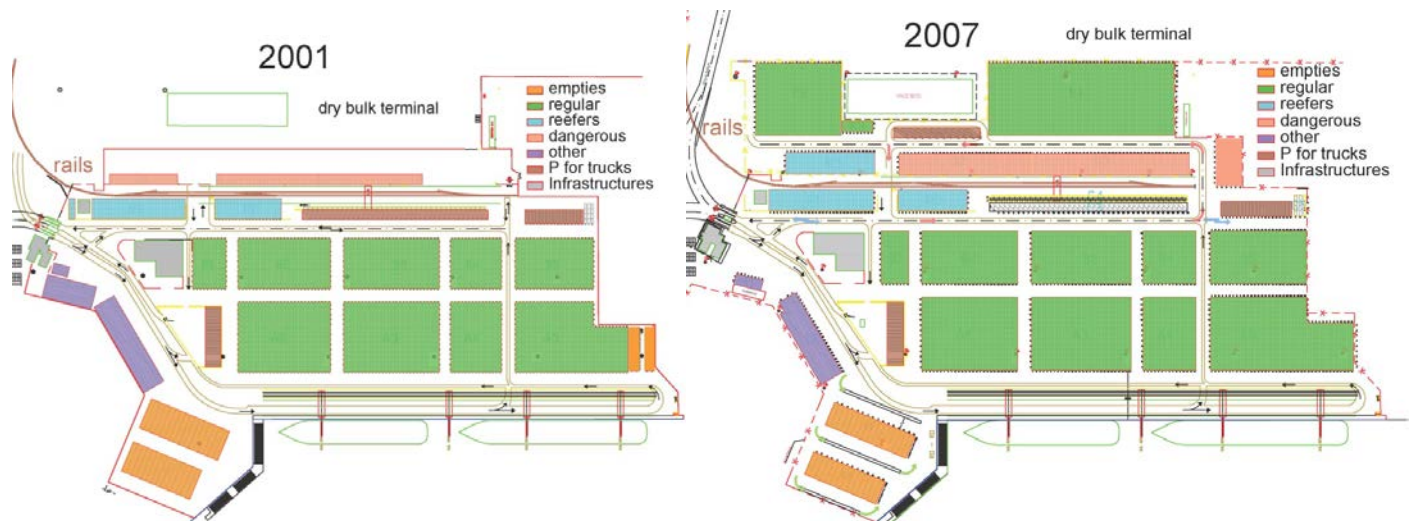 2001
dry bulk terminal
rails
empties
regular
reefers
dangerous
other
P for trucks
Infrastructures
2007
dry bulk terminal
rails
empties
regular
reefers
dangerous
other
P for trucks
Infrastructures